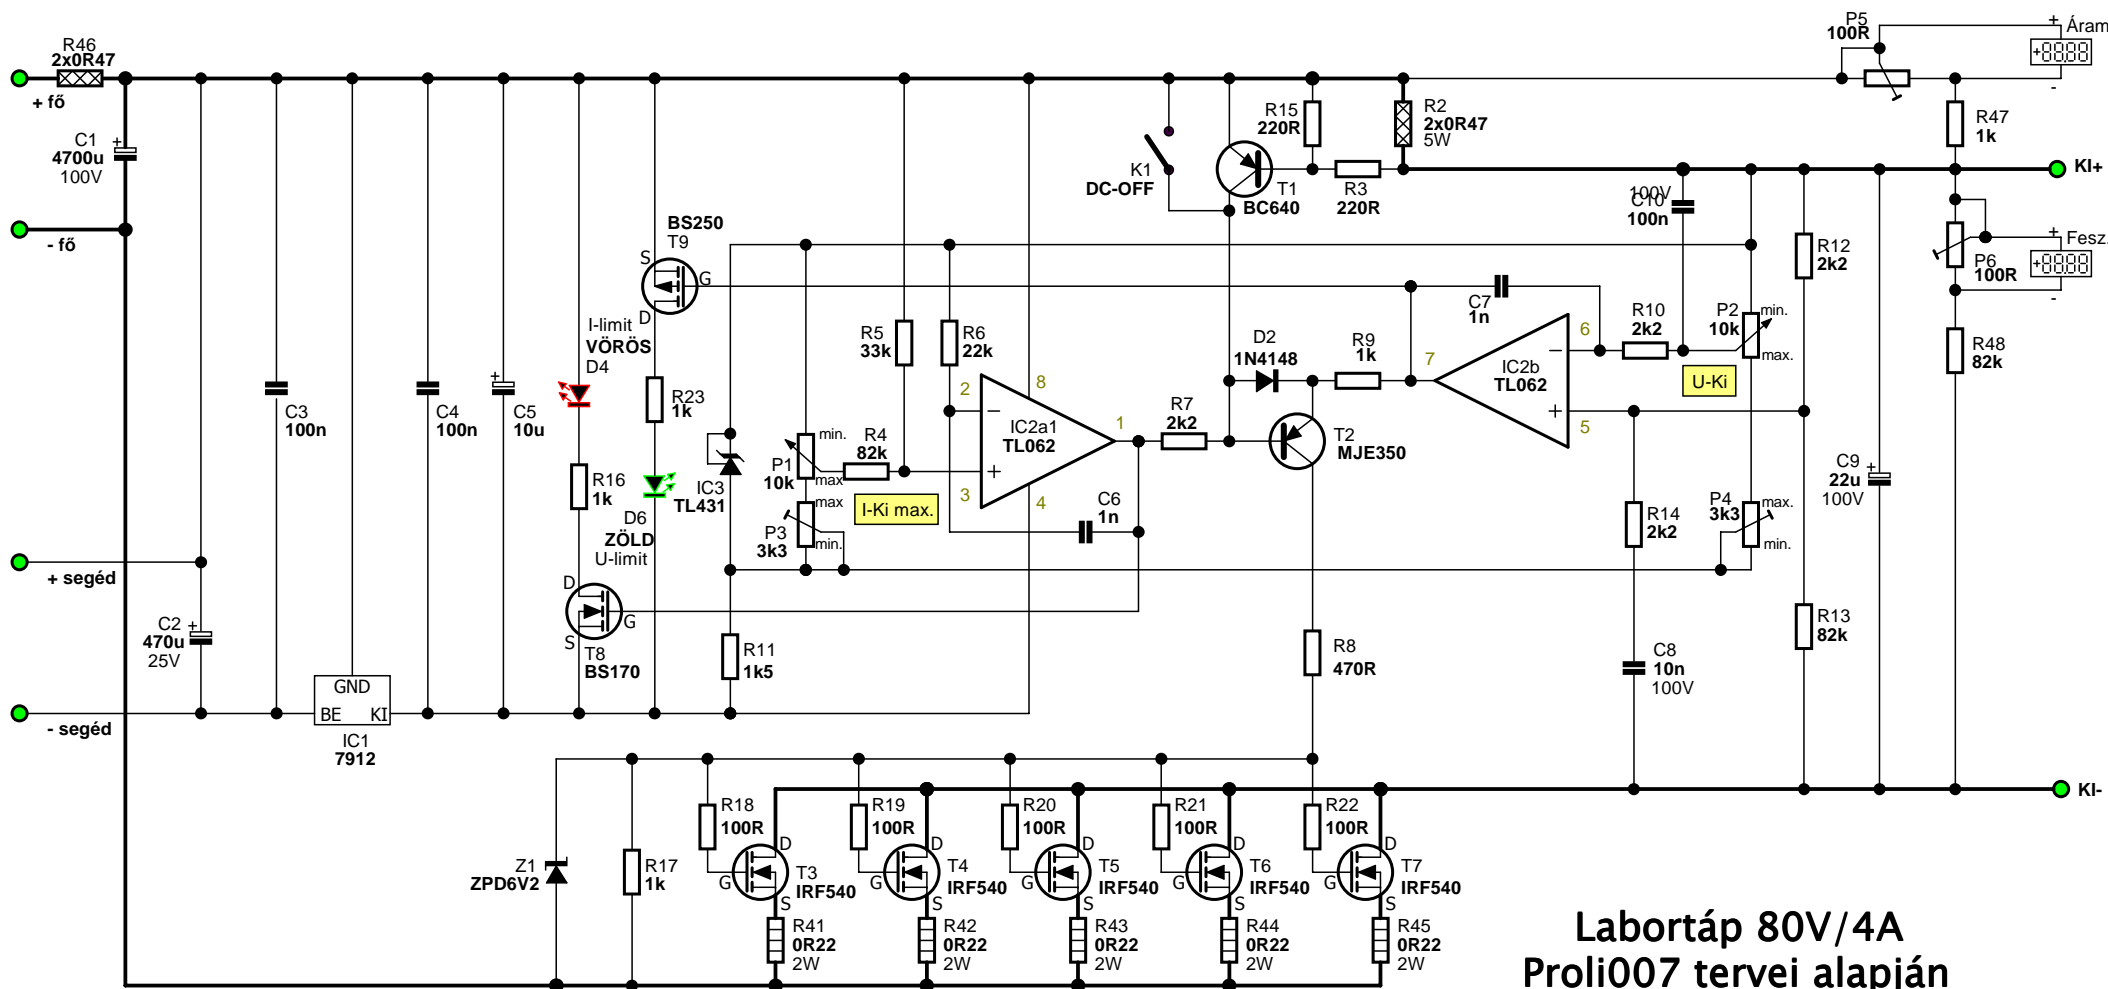 R46
2x0R47
+ fő
C1
+
4700u
100V
- fő
+ segéd
C2
+
470u
25V
- segéd
C3
100n
GND
BE KI
IC1
7912
C4
100n
+
C5
10u
BS250
T9
S
G
D
I-limit
VÖRÖS
D4
R23
1k
R16
1k
D6
ZÖLD
U-limit
D
G
S
T8
BS170
IC3
TL431
R11
1k5
P1
10k
min.
max
P3
3k3
max
min.
R4
82k
I-Ki max.
R5
33k
R6
22k
2
3
8
1
4
IC2a1
TL062
C6
1n
R7
2k2
K1
DC-OFF
T1
BC640
R15
220R
R3
220R
R2
2x0R47
5W
D2
1N4148
R9
1k
T2
MJE350
C7
1n
7
6
5
IC2b
TL062
R10
2k2
100V
C10
100n
P2
10k
min.
max.
U-Ki
R12
2k2
R14
2k2
P4
3k3
max.
min.
R13
82k
C8
10n
100V
C9
+
22u
100V
P5
100R
+ Áram
+88.88
-
R47
1k
KI+
+ Fesz.
+88.88
-
P6
100R
R48
82k
KI-
R8
470R
Z1
ZPD6V2
R17
1k
R18
100R
D
G
S
T3
IRF540
R41
0R22
2W
R19
100R
D
G
S
T4
IRF540
R42
0R22
2W
R20
100R
D
G
S
T5
IRF540
R43
0R22
2W
R21
100R
D
G
S
T6
IRF540
R44
0R22
2W
R22
100R
D
G
S
T7
IRF540
R45
0R22
2W
Labortáp 80V/4A
Proli007 tervei alapján